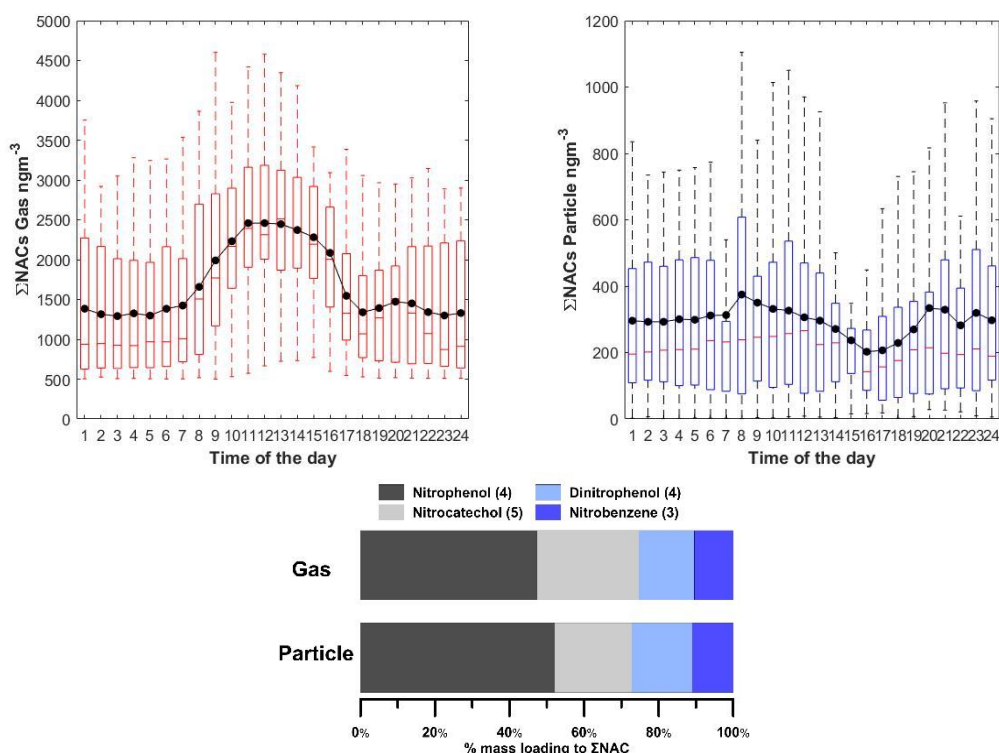 5000
4500
4000
3500
3000
2500
2000
1500
1000
500
0
ΣNACs Gas ngm⁻³
1 2 3 4 5 6 7 8 9 10 11 12 13 14 15 16 17 18 19 20 21 22 23 24
Time of the day
1200
1000
800
600
400
200
0
ΣNACs Particle ngm⁻³
1 2 3 4 5 6 7 8 9 10 11 12 13 14 15 16 17 18 19 20 21 22 23 24
Time of the day
Nitrophenol (4) Dinitrophenol (4)
Nitrocatechol (5) Nitrobenzene (3)
Gas
Particle
0% 20% 40% 60% 80% 100%
% mass loading to ΣNAC